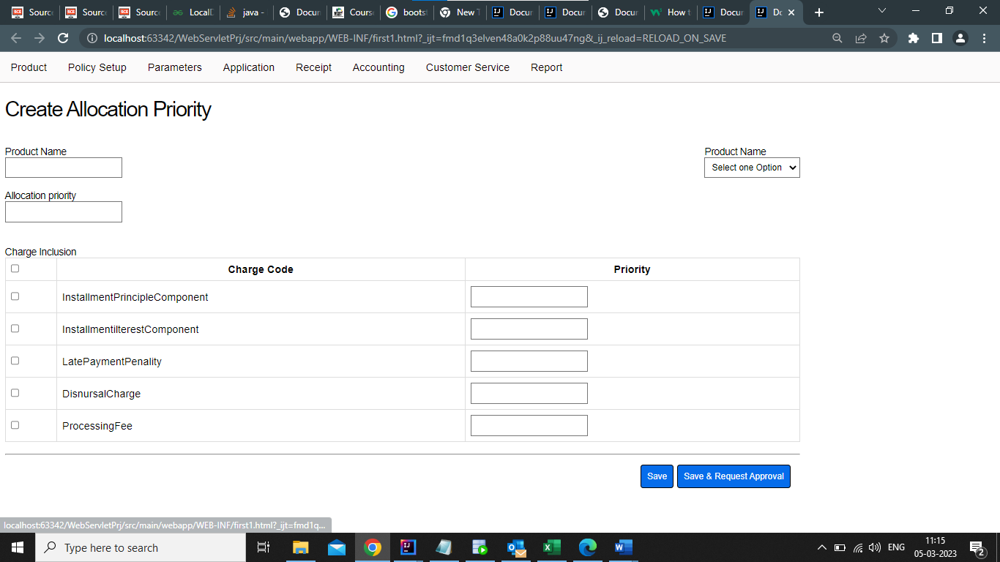 Sourc Sourc Sourc LocalD java - Docun Cours boots New T Docur Docur Docur How t Docur Do
localhost:63342/WebServletPrj/src/main/webapp/WEB-INF/first1.html?_ijt=fmd1q3elven48a0k2p88uu47ng&_ij_reload=RELOAD_ON_SAVE
Product Policy Setup Parameters Application Receipt Accounting Customer Service Report
Create Allocation Priority
Product Name Product Name
Select one Option
Allocation priority
Charge Inclusion
Charge Code Priority
InstallmentPrincipleComponent
InstallmentiIterestComponent
LatePaymentPenality
DisnursalCharge
ProcessingFee
Save Save & Request Approval
localhost:63342/WebServletPrj/src/main/webapp/WEB-INF/first1.html?_ijt=fmd1q...
Type here to search ENG 11:15
05-03-2023 2